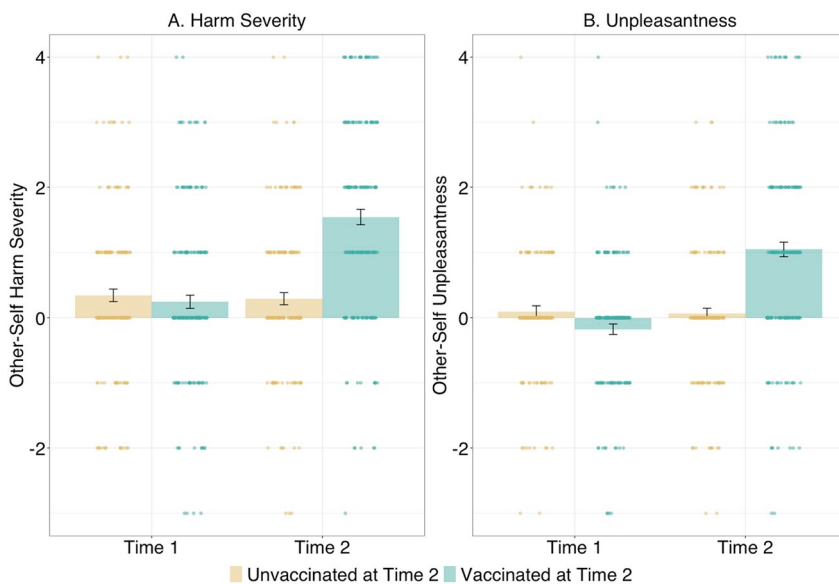 A. Harm Severity
Other-Self Harm Severity
4
2
0
-2
Time 1
Time 2
B. Unpleasantness
Other-Self Unpleasantness
4
2
0
-2
Time 1
Time 2
Unvaccinated at Time 2
Vaccinated at Time 2